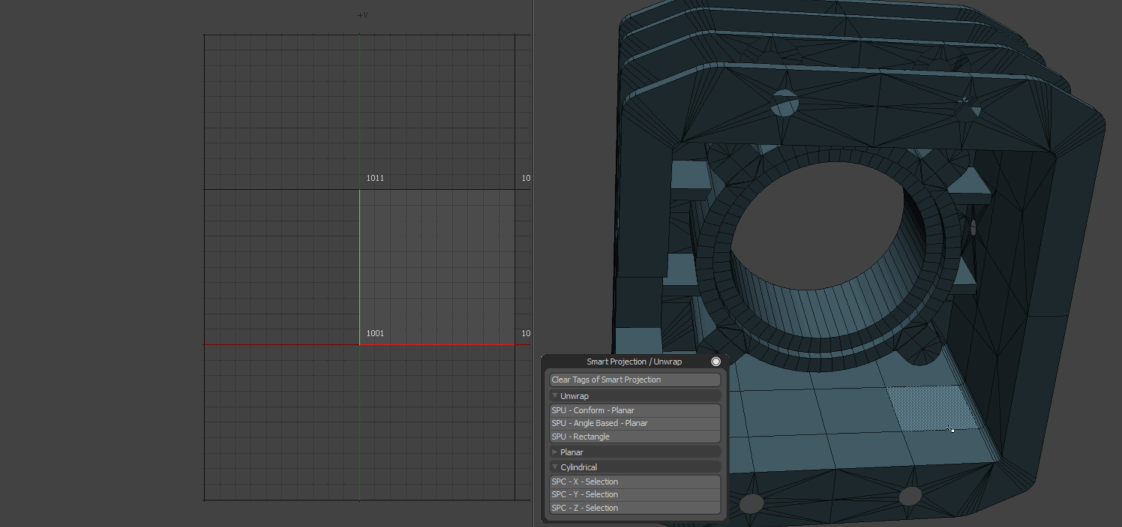 +V
1011
10
1001
10
Smart Projection / Unwrap
Clear Tags of Smart Projection
Unwrap
SPU - Conform - Planar
SPU - Angle Based - Planar
SPU - Rectangle
Planar
Cylindrical
SPC - X - Selection
SPC - Y - Selection
SPC - Z - Selection